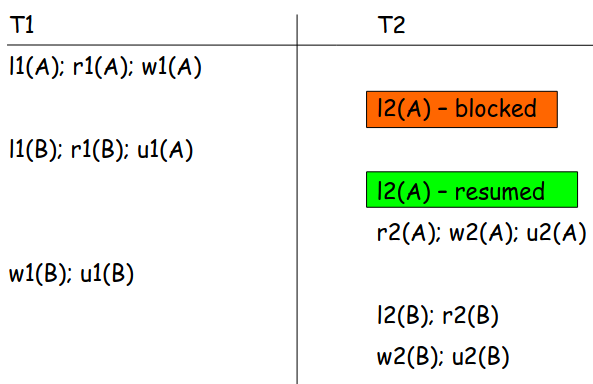 T1 T2
l1(A); r1(A); w1(A)
l2(A) – blocked
l1(B); r1(B); u1(A)
l2(A) – resumed
r2(A); w2(A); u2(A)
w1(B); u1(B)
l2(B); r2(B)
w2(B); u2(B)